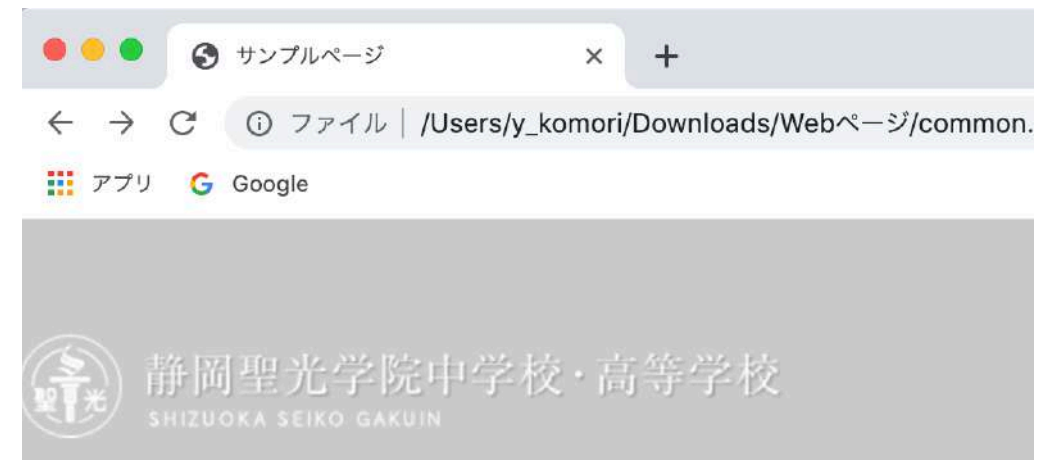 サンプルページ
ファイル | /Users/y_komori/Downloads/Webページ/common.
アプリ Google
聖光 静岡聖光学院中学校・高等学校
SHIZUOKA SEIKO GAKUIN